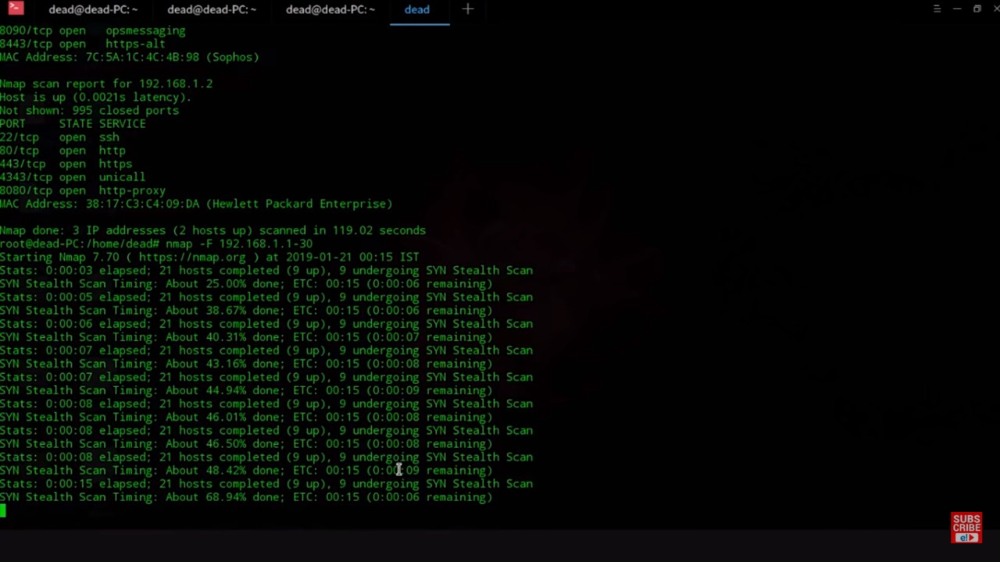 dead@dead-PC: ~ dead@dead-PC: ~ dead@dead-PC: ~ dead
8090/tcp open   opsmessaging
8443/tcp open   https-alt
MAC Address: 7C:5A:1C:4C:4B:98 (Sophos)
Nmap scan report for 192.168.1.2
Host is up (0.0021s latency).
Not shown: 995 closed ports
PORT     STATE SERVICE
22/tcp   open  ssh
80/tcp   open  http
443/tcp  open  https
4343/tcp open  unicall
8080/tcp open  http-proxy
MAC Address: 38:17:C3:C4:09:DA (Hewlett Packard Enterprise)
Nmap done: 3 IP addresses (2 hosts up) scanned in 119.02 seconds
root@dead-PC:/home/dead# nmap -F 192.168.1.1-30
Starting Nmap 7.70 ( https://nmap.org ) at 2019-01-21 00:15 IST
Stats: 0:00:03 elapsed; 21 hosts completed (9 up), 9 undergoing SYN Stealth Scan
SYN Stealth Scan Timing: About 25.00% done; ETC: 00:15 (0:00:06 remaining)
Stats: 0:00:05 elapsed; 21 hosts completed (9 up), 9 undergoing SYN Stealth Scan
SYN Stealth Scan Timing: About 38.67% done; ETC: 00:15 (0:00:06 remaining)
Stats: 0:00:06 elapsed; 21 hosts completed (9 up), 9 undergoing SYN Stealth Scan
SYN Stealth Scan Timing: About 40.31% done; ETC: 00:15 (0:00:07 remaining)
Stats: 0:00:07 elapsed; 21 hosts completed (9 up), 9 undergoing SYN Stealth Scan
SYN Stealth Scan Timing: About 43.16% done; ETC: 00:15 (0:00:08 remaining)
Stats: 0:00:07 elapsed; 21 hosts completed (9 up), 9 undergoing SYN Stealth Scan
SYN Stealth Scan Timing: About 44.94% done; ETC: 00:15 (0:00:09 remaining)
Stats: 0:00:08 elapsed; 21 hosts completed (9 up), 9 undergoing SYN Stealth Scan
SYN Stealth Scan Timing: About 46.01% done; ETC: 00:15 (0:00:08 remaining)
Stats: 0:00:08 elapsed; 21 hosts completed (9 up), 9 undergoing SYN Stealth Scan
SYN Stealth Scan Timing: About 46.50% done; ETC: 00:15 (0:00:08 remaining)
Stats: 0:00:08 elapsed; 21 hosts completed (9 up), 9 undergoing SYN Stealth Scan
SYN Stealth Scan Timing: About 48.42% done; ETC: 00:15 (0:00:09 remaining)
Stats: 0:00:15 elapsed; 21 hosts completed (9 up), 9 undergoing SYN Stealth Scan
SYN Stealth Scan Timing: About 68.94% done; ETC: 00:15 (0:00:06 remaining)
SUBS
CRIBE
e!